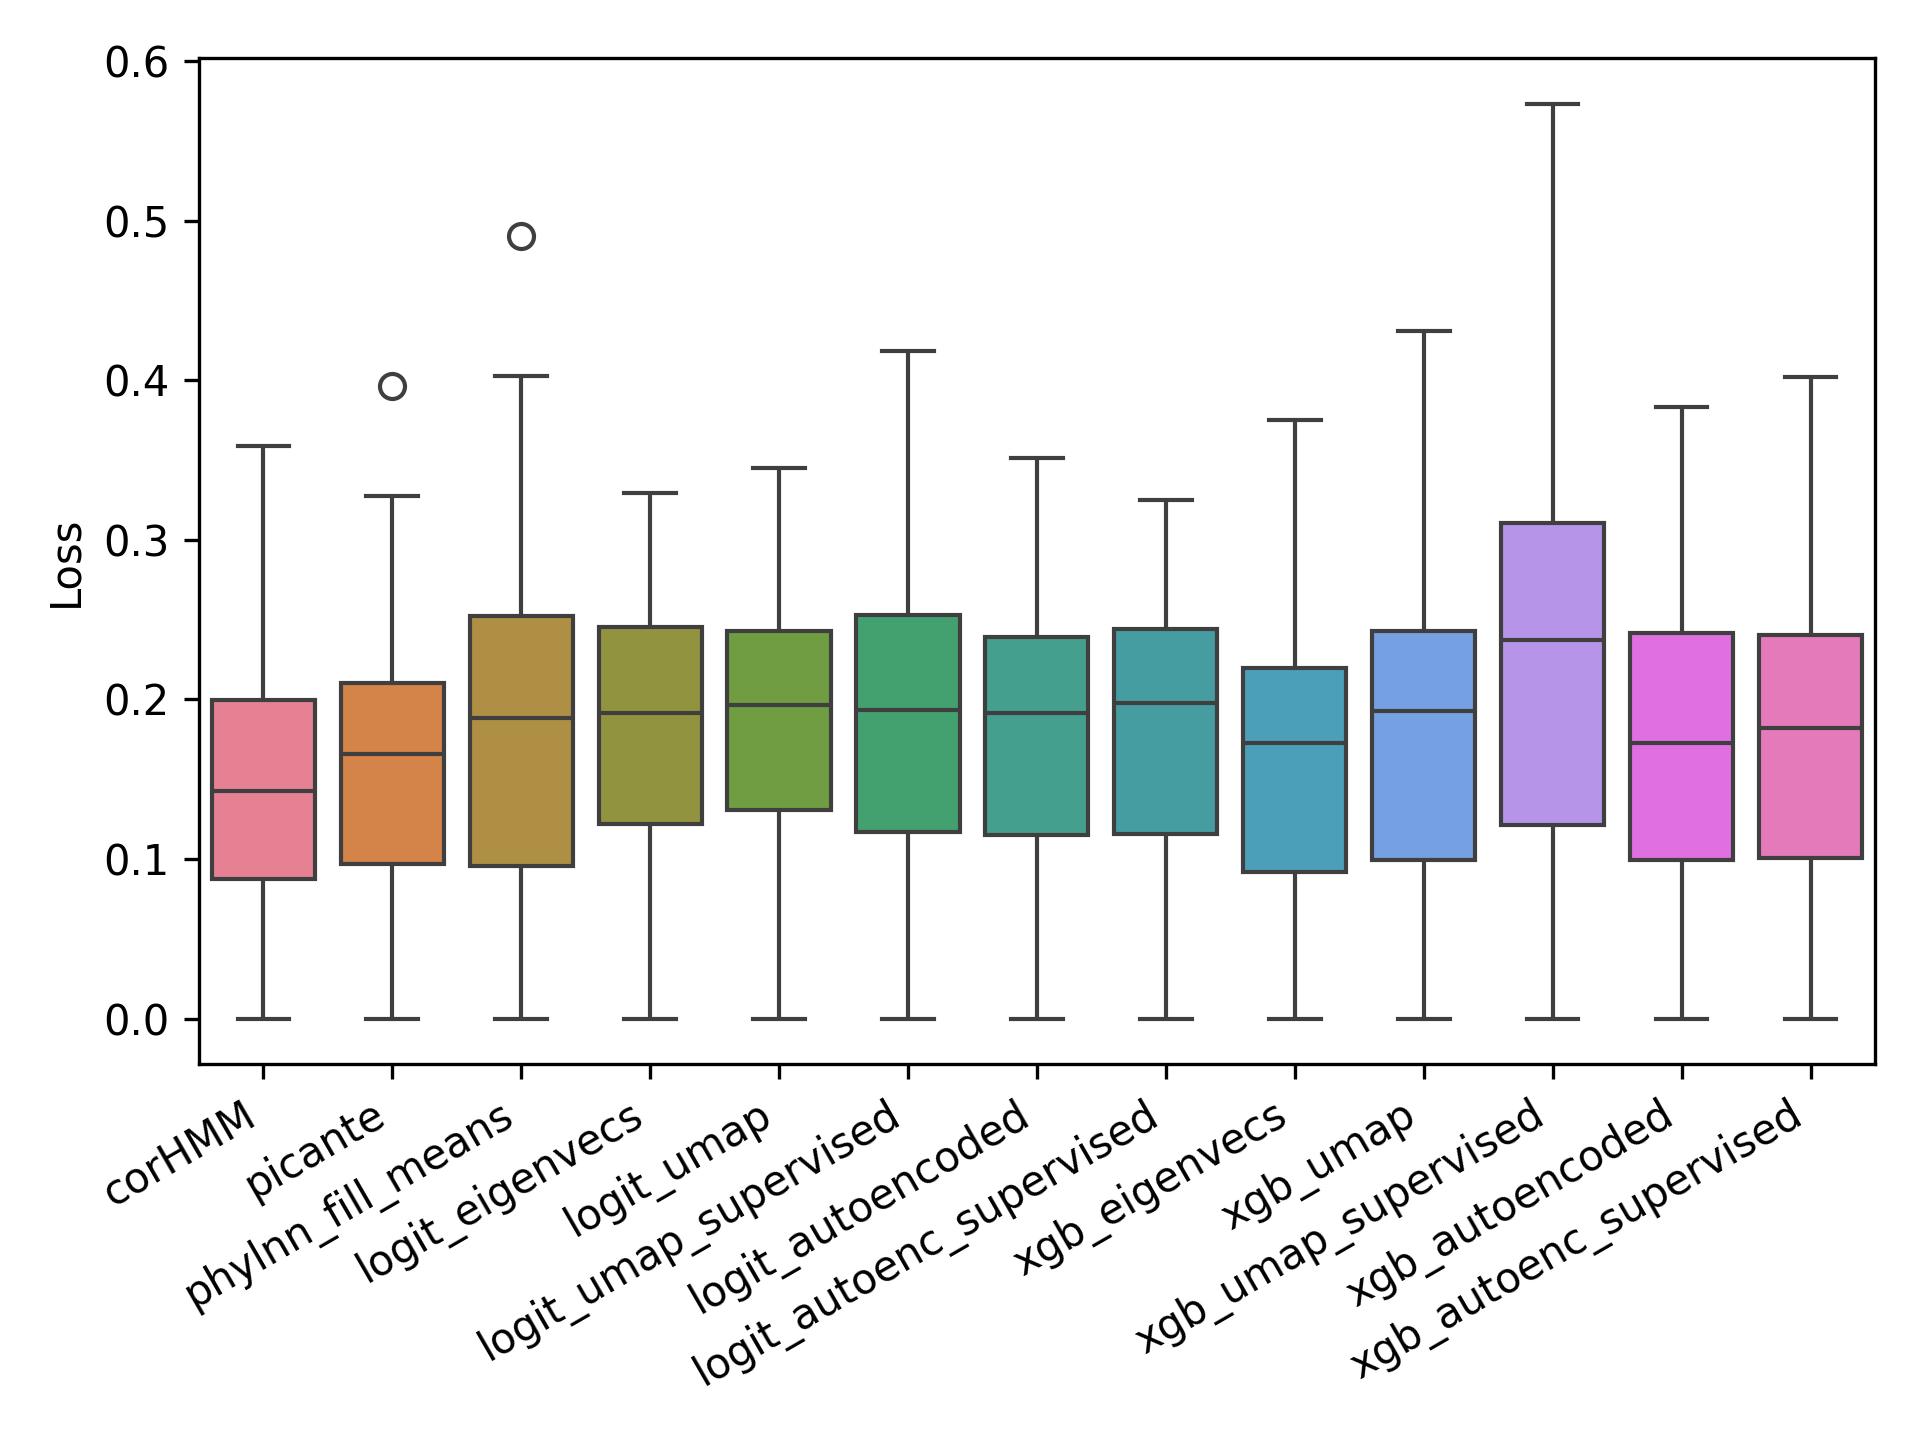 0.6
0.5
0.4
0.3
0.2
0.1
0.0
Loss
corHMM
picante
phylnn_fill_means
logit_eigenvecs
logit_umap
logit_umap_supervised
logit_autoencoded
logit_autoenc_supervised
xgb_eigenvecs
xgb_umap
xgb_umap_supervised
xgb_autoencoded
xgb_autoenc_supervised